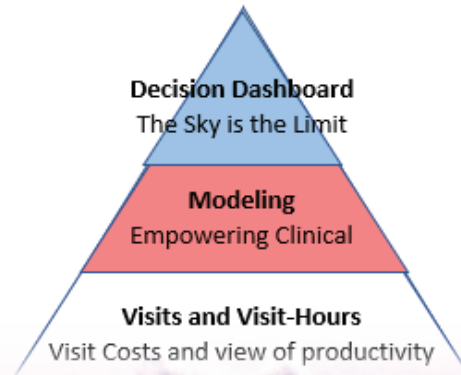 Decision Dashboard
The Sky is the Limit
Modeling
Empowering Clinical
Visits and Visit-Hours
Visit Costs and view of productivity